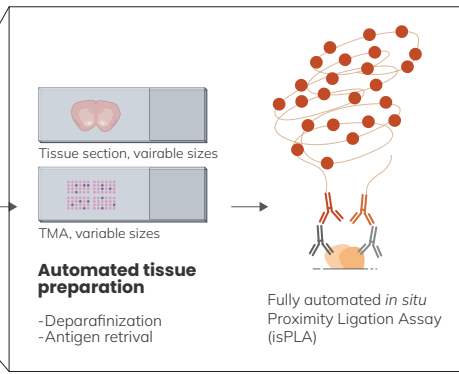 Tissue section, vairable sizes
TMA, variable sizes
Automated tissue
preparation
-Deparafinization
-Antigen retrival
Fully automated in situ
Proximity Ligation Assay
(isPLA)